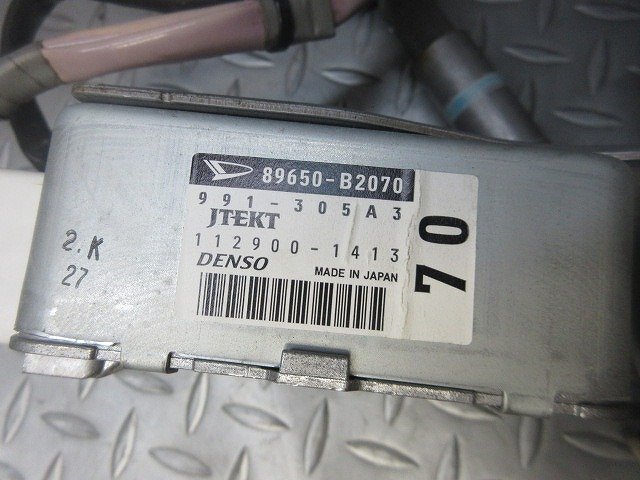 89650-B2070
991-305A3
JTEKT
112900-1413
DENSO MADE IN JAPAN
70
2.K
27